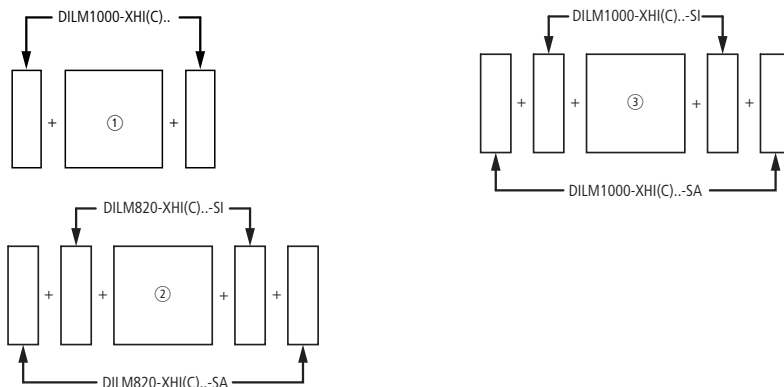 DILM1000-XHI(C)..
+ ① +
DILM820-XHI(C)..-SI
+ + ② + +
DILM820-XHI(C)..-SA
DILM1000-XHI(C)..-SI
+ + ③ + +
DILM1000-XHI(C)..-SA